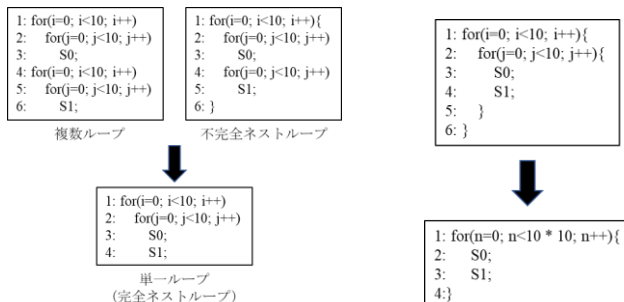 1: for(i=0; i<10; i++)
2: for(j=0; j<10; j++)
3: S0;
4: for(i=0; i<10; i++)
5: for(j=0; j<10; j++)
6: S1;
複数ループ
1: for(i=0; i<10; i++){
2: for(j=0; j<10; j++)
3: S0;
4: for(j=0; j<10; j++)
5: S1;
6: }
不完全ネストループ
1: for(i=0; i<10; i++)
2: for(j=0; j<10; j++)
3: S0;
4: S1;
単一ループ
(完全ネストループ)
1: for(i=0; i<10; i++){
2: for(j=0; j<10; j++){
3: S0;
4: S1;
5: }
6: }
1: for(n=0; n<10 * 10; n++){
2: S0;
3: S1;
4:}